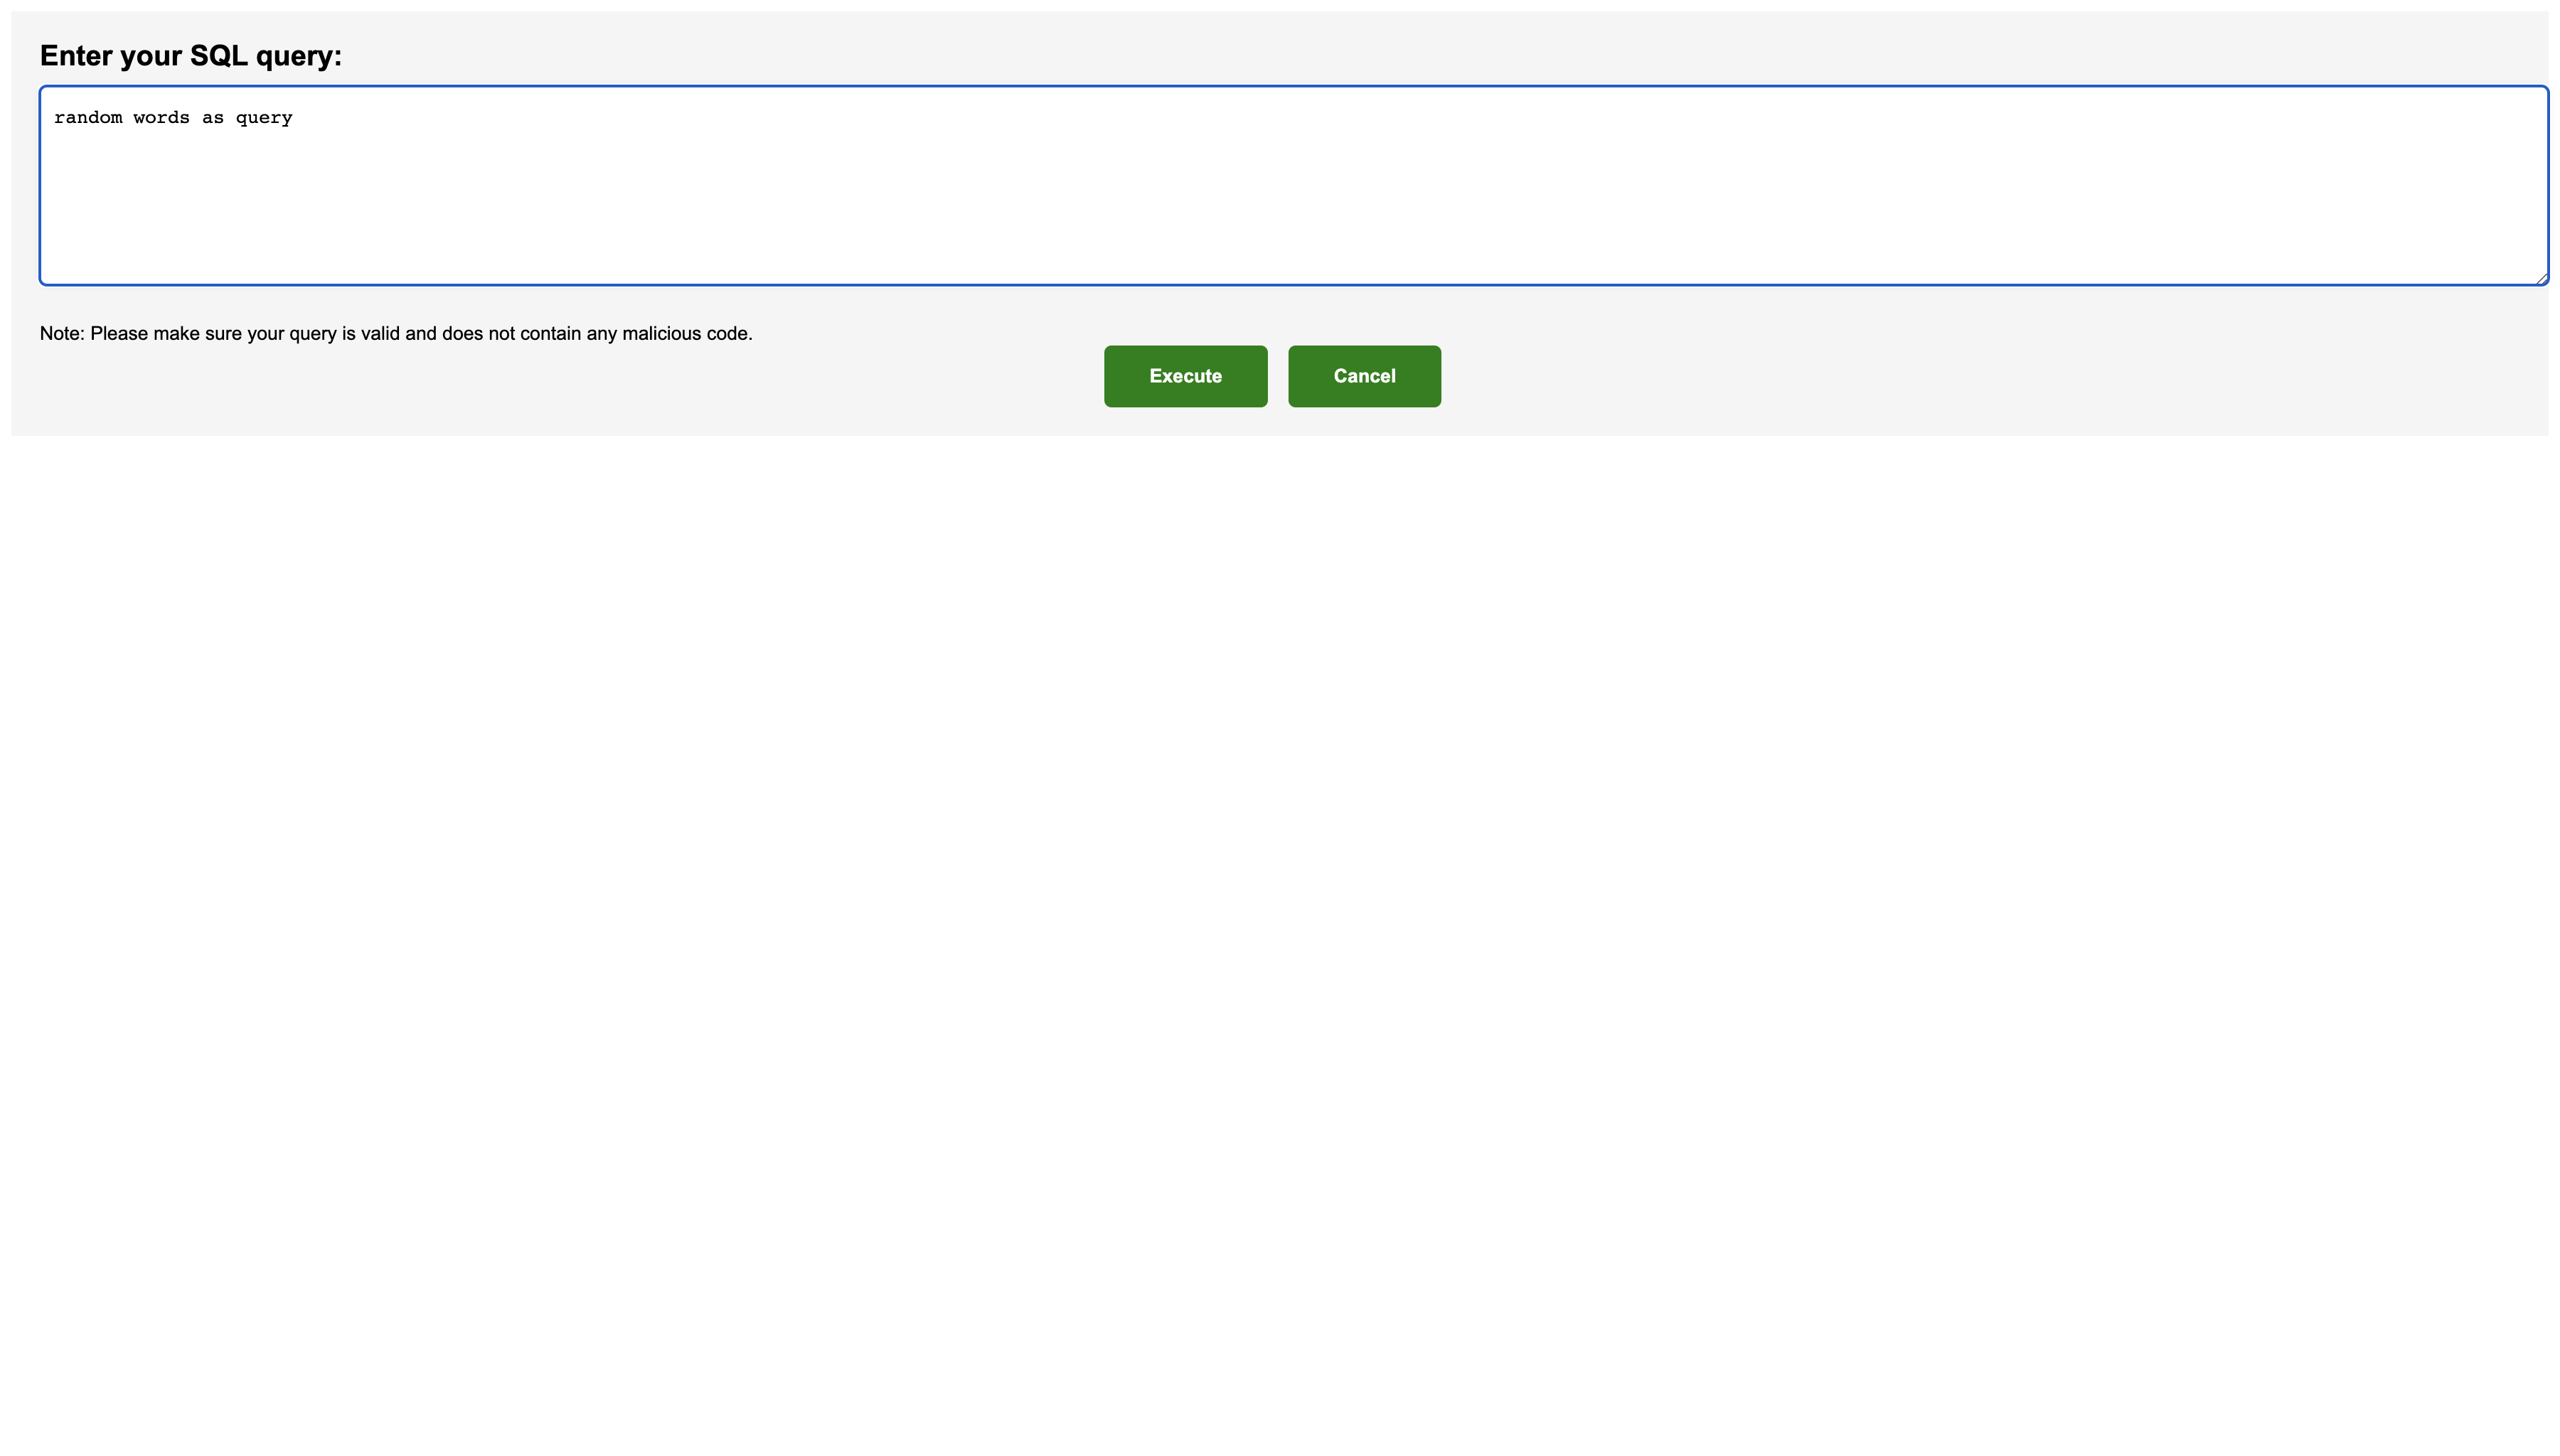 Enter your SQL query:
random words as query
Note: Please make sure your query is valid and does not contain any malicious code.
Execute
Cancel